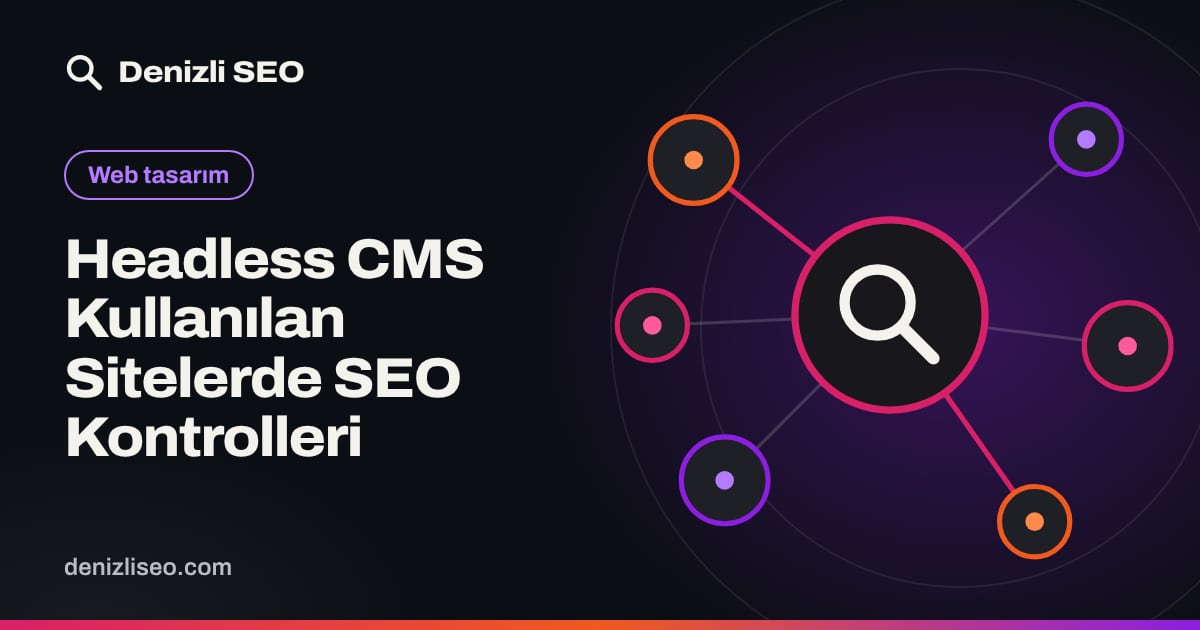 Denizli SEO
Web tasarım
Headless CMS
Kullanılan
Sitelerde SEO
Kontrolleri
denizliseo.com